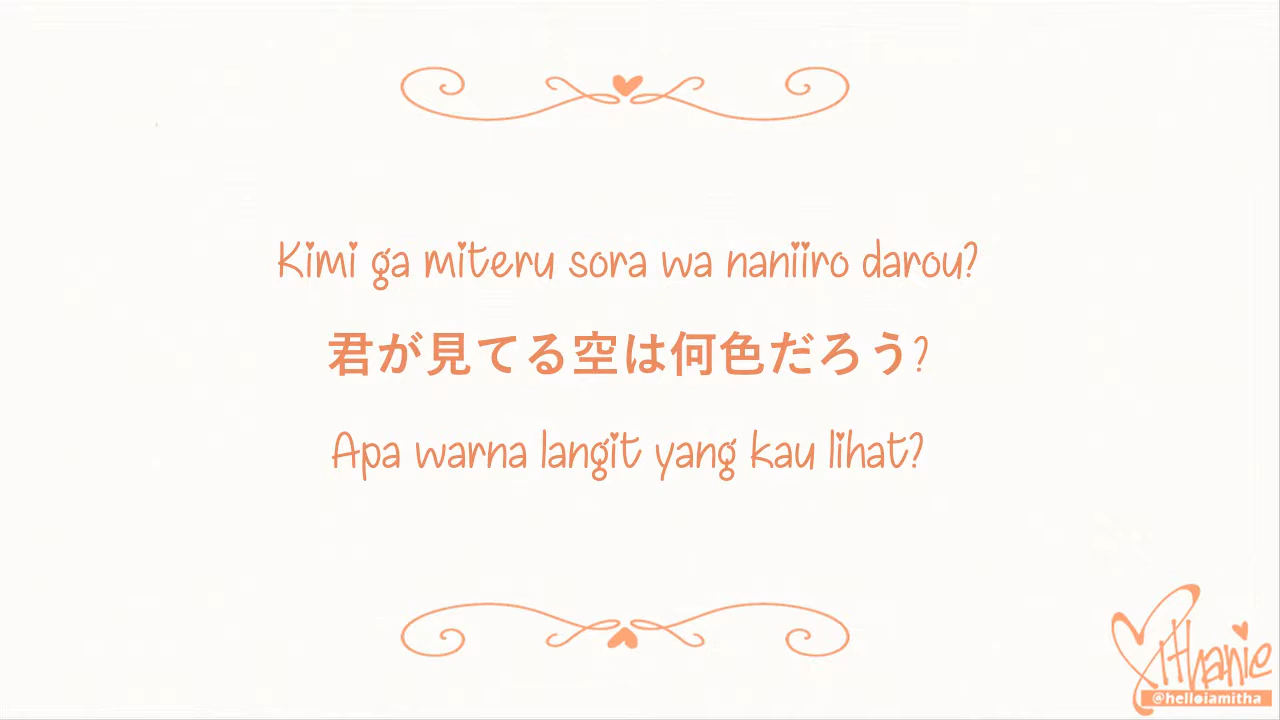 Kimi ga miteru sora wa naniiro darou?
君が見てる空は何色だろう?
Apa warna langit yang kau lihat?
Mithanie
@helloiamitha